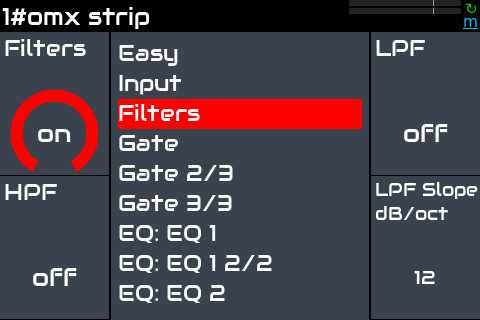 1#omx strip
↻
m
Filters
on
HPF
off
Easy
Input
Filters
Gate
Gate 2/3
Gate 3/3
EQ: EQ 1
EQ: EQ 1 2/2
EQ: EQ 2
LPF
off
LPF Slope
dB/oct
12